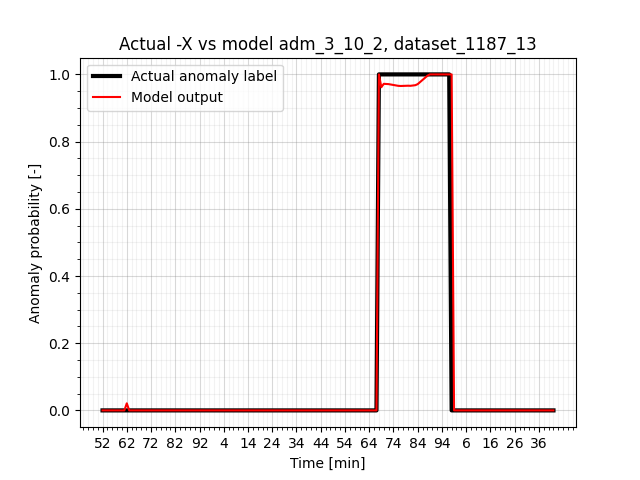 Actual -X vs model adm_3_10_2, dataset_1187_13
Actual anomaly label
Model output
Anomaly probability [-]
1.0
0.8
0.6
0.4
0.2
0.0
52 62 72 82 92 4 14 24 34 44 54 64 74 84 94 6 16 26 36
Time [min]